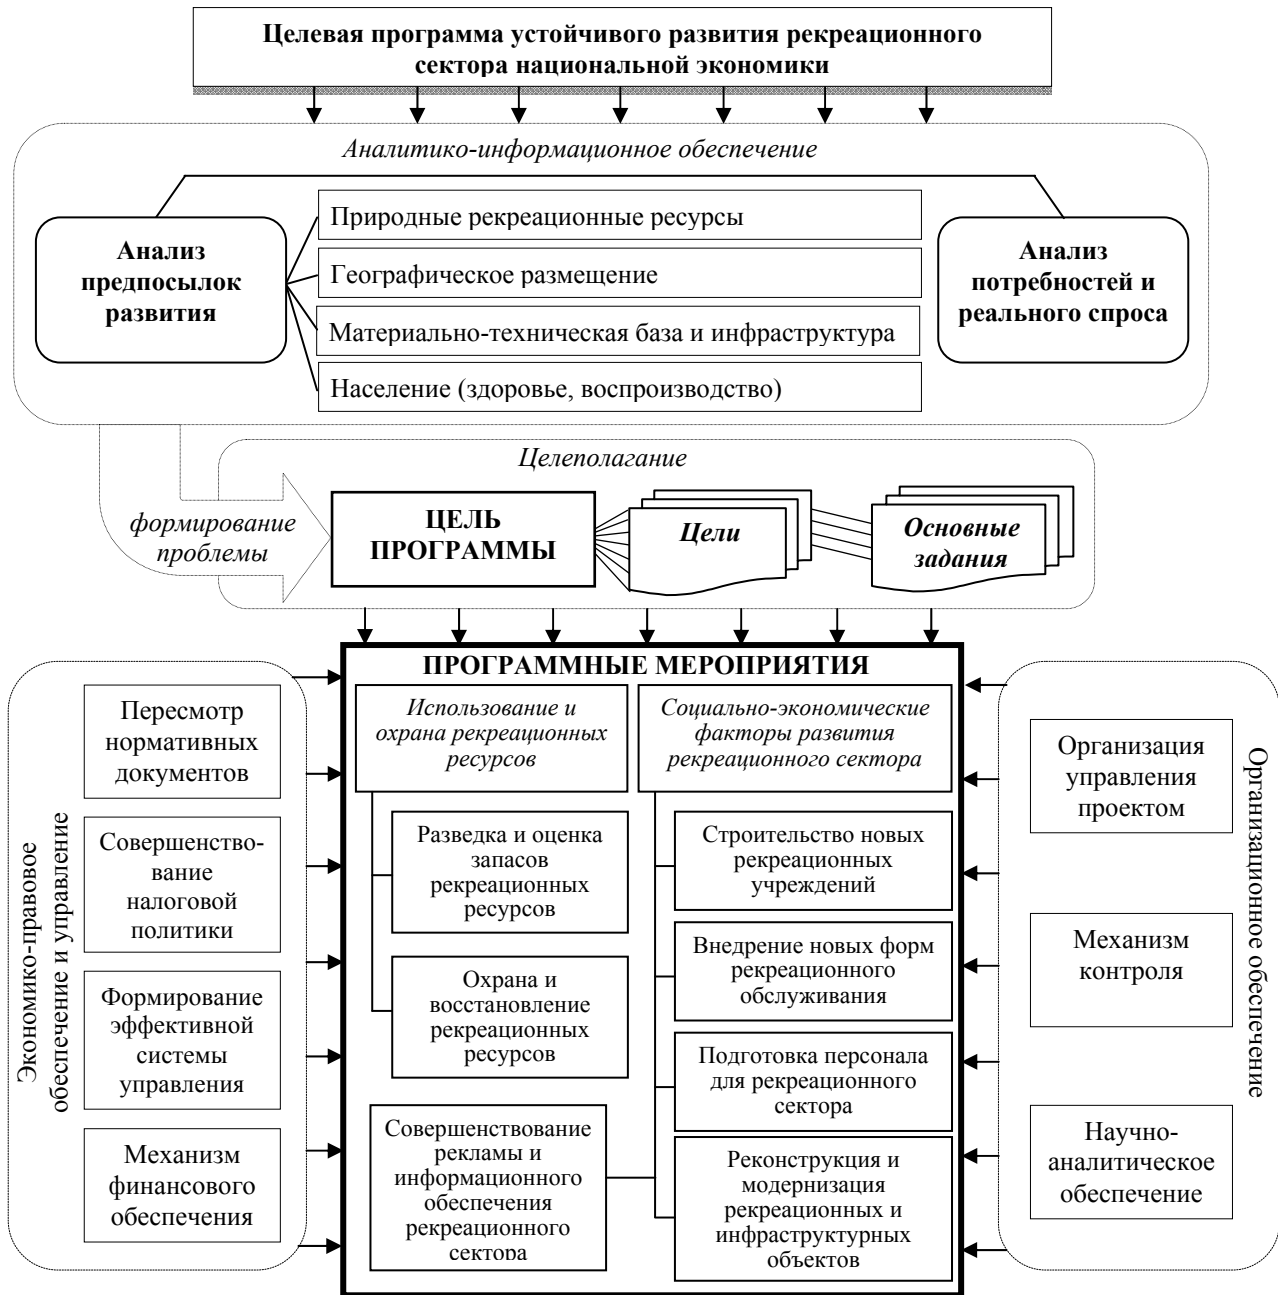 Целевая программа устойчивого развития рекреационного
сектора национальной экономики
Аналитико-информационное обеспечение
Анализ
предпосылок
развития
Природные рекреационные ресурсы
Географическое размещение
Материально-техническая база и инфраструктура
Население (здоровье, воспроизводство)
Анализ
потребностей и
реального спроса
формирование
проблемы
Целеполагание
ЦЕЛЬ
ПРОГРАММЫ
Цели
Основные
задания
Экономико-правовое
обеспечение и управление
Пересмотр
нормативных
документов
Совершенство-
вание
налоговой
политики
Формирование
эффективной
системы
управления
Механизм
финансового
обеспечения
ПРОГРАММНЫЕ МЕРОПРИЯТИЯ
Использование и
охрана рекреационных
ресурсов
Разведка и оценка
запасов
рекреационных
ресурсов
Охрана и
восстановление
рекреационных
ресурсов
Совершенствование
рекламы и
информационного
обеспечения
рекреационного
сектора
Социально-экономические
факторы развития
рекреационного сектора
Строительство новых
рекреационных
учреждений
Внедрение новых форм
рекреационного
обслуживания
Подготовка персонала
для рекреационного
сектора
Реконструкция и
модернизация
рекреационных и
инфраструктурных
объектов
Организация
управления
проектом
Механизм
контроля
Научно-
аналитическое
обеспечение
Организационное обеспечение